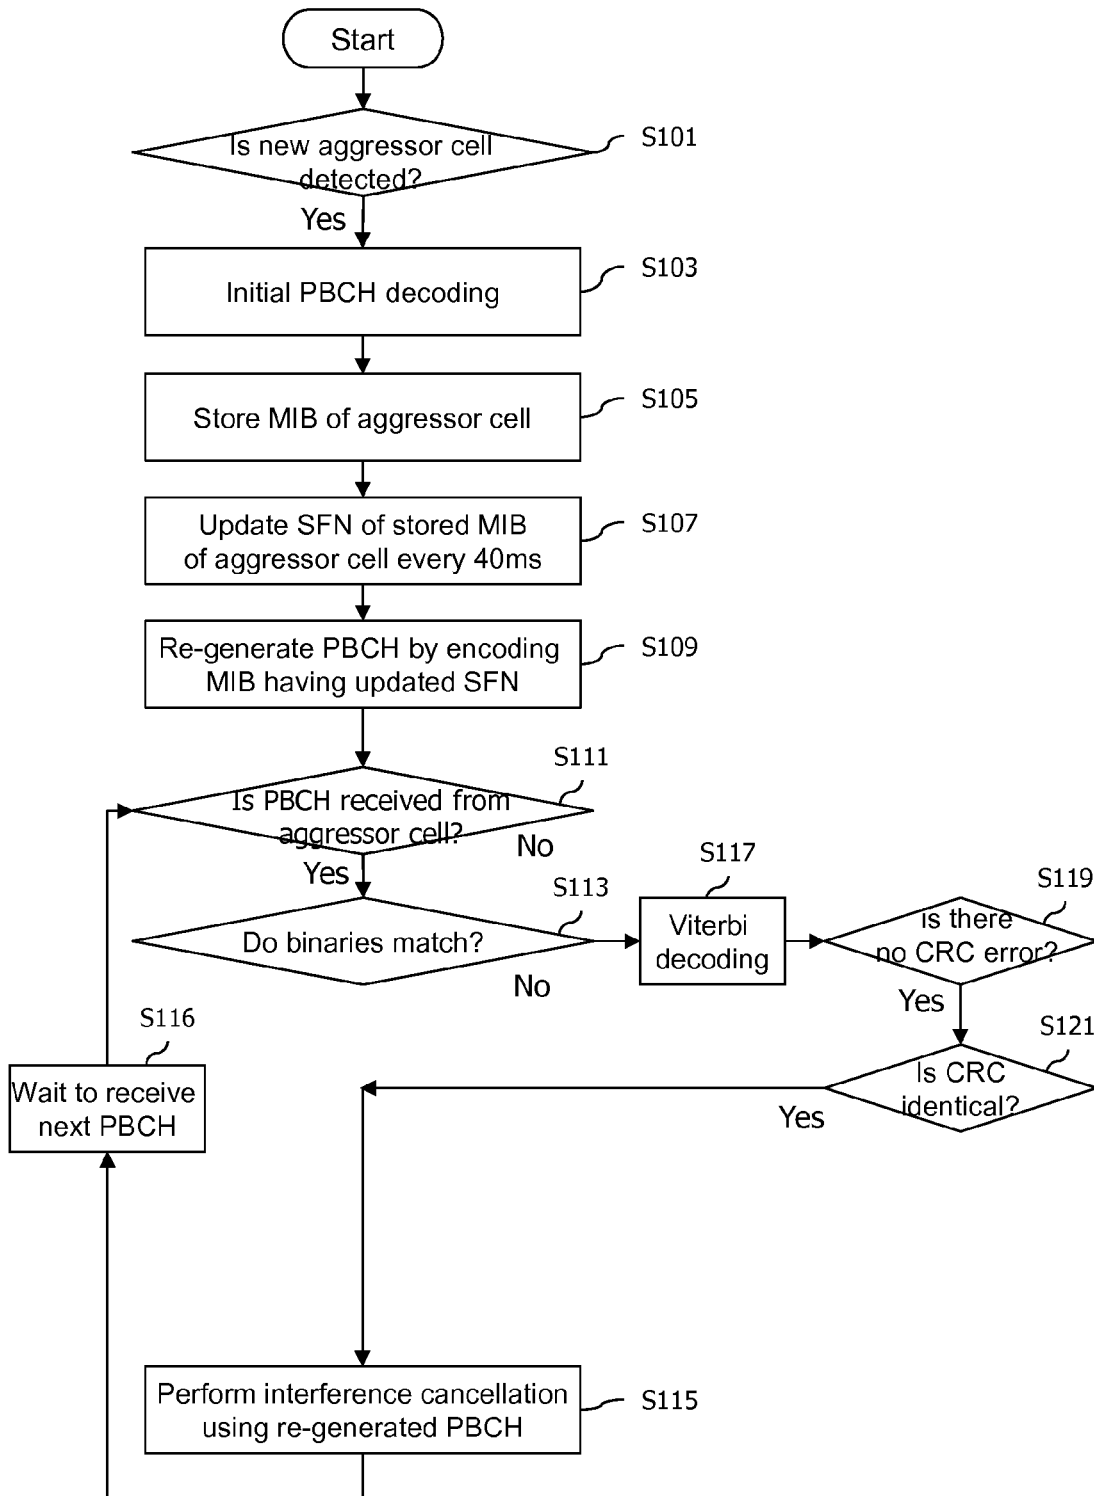 Start
Is new aggressor cell
detected?
S101
Yes
Initial PBCH decoding
S103
Store MIB of aggressor cell
S105
Update SFN of stored MIB
of aggressor cell every 40ms
S107
Re-generate PBCH by encoding
MIB having updated SFN
S109
Is PBCH received from
aggressor cell?
S111
No
Yes
Do binaries match?
S113
No
Viterbi
decoding
S117
is there
no CRC error?
S119
Yes
Is CRC
identical?
S121
Yes
S116
Wait to receive
next PBCH
Perform interference cancellation
using re-generated PBCH
S115